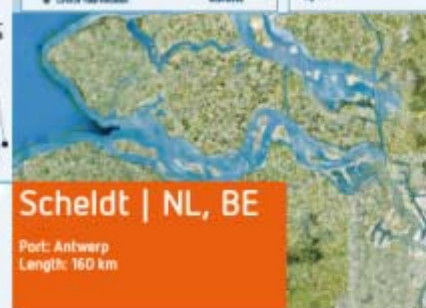 Scheldt | NL, BE
Port: Antwerp
Length: 160 km